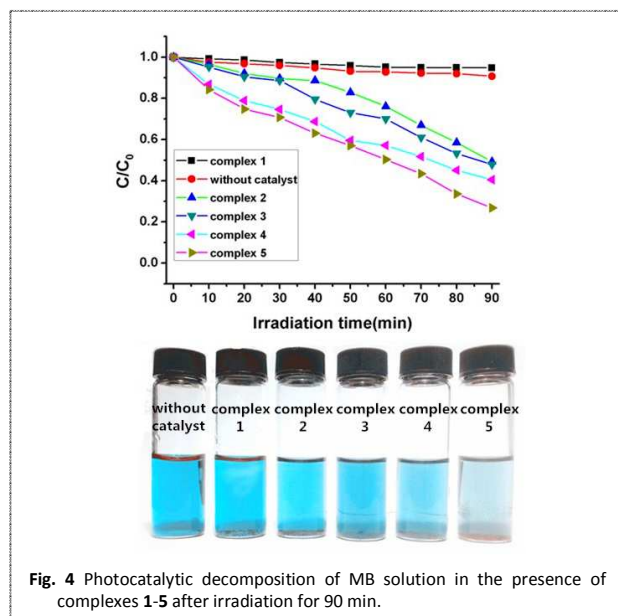 1.0
0.8
0.6
0.4
0.2
0.0
C/C0
complex 1
without catalyst
complex 2
complex 3
complex 4
complex 5
0 10 20 30 40 50 60 70 80 90
Irradiation time(min)
without complex complex complex complex complex
catalyst 1 2 3 4 5
Fig. 4 Photocatalytic decomposition of MB solution in the presence of
complexes 1-5 after irradiation for 90 min.